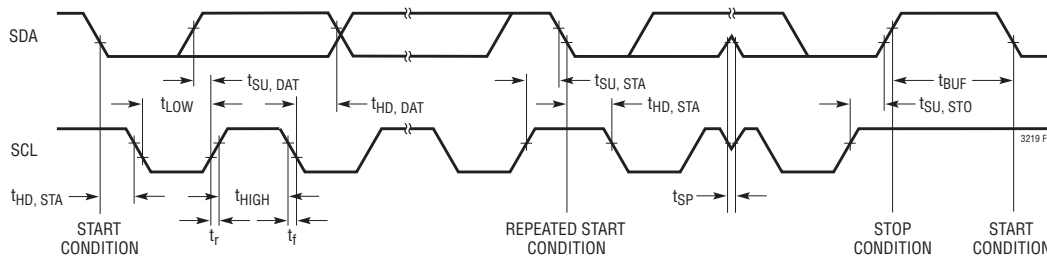 SDA
tSU, DAT
tSU, STA
tBUF
tLOW
tHD, DAT
tHD, STA
tSU, STO
SCL
3219 F
tHD, STA
tHIGH
tSP
tr
tf
START
CONDITION
REPEATED START
CONDITION
STOP
CONDITION
START
CONDITION